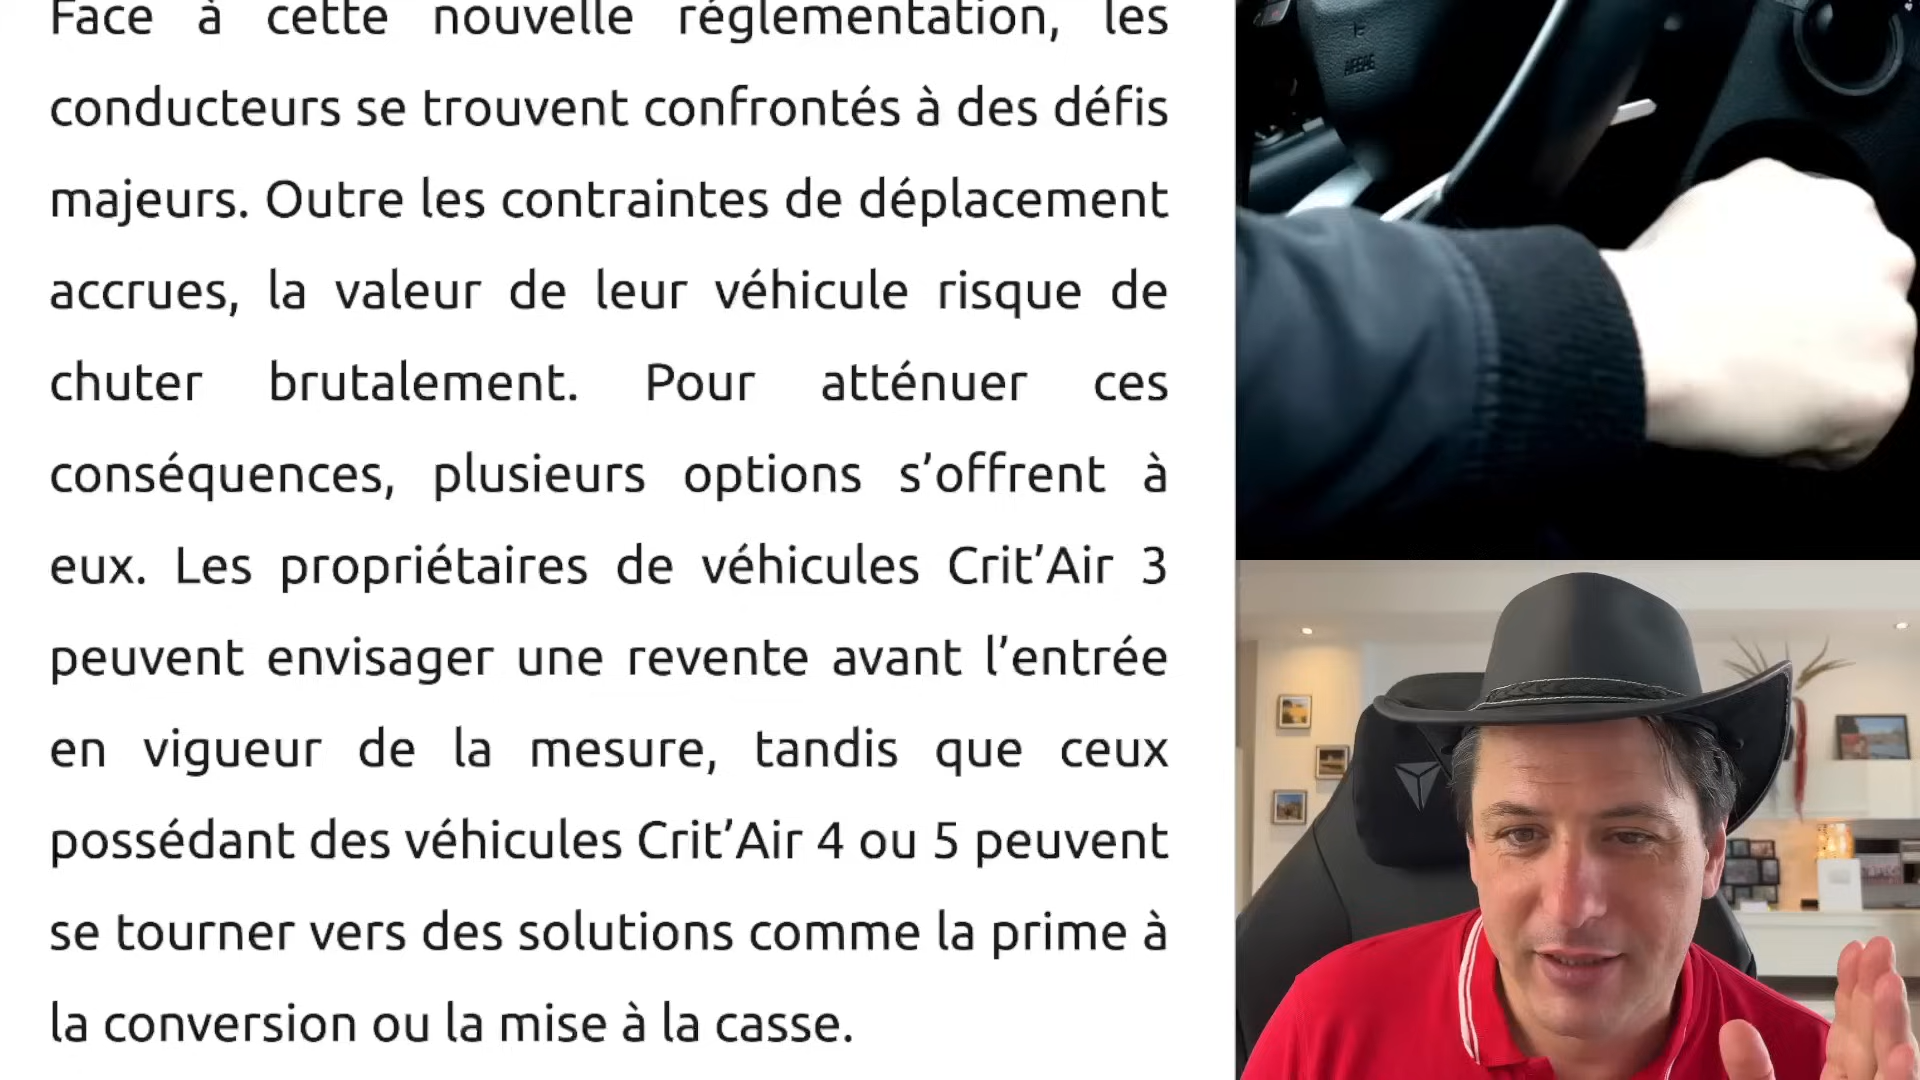 Face à cette nouvelle réglementation, les
conducteurs se trouvent confrontés à des défis
majeurs. Outre les contraintes de déplacement
accrues, la valeur de leur véhicule risque de
chuter brutalement. Pour atténuer ces
conséquences, plusieurs options s’offrent à
eux. Les propriétaires de véhicules Crit’Air 3
peuvent envisager une revente avant l’entrée
en vigueur de la mesure, tandis que ceux
possédant des véhicules Crit’Air 4 ou 5 peuvent
se tourner vers des solutions comme la prime à
la conversion ou la mise à la casse.
AIRBAG